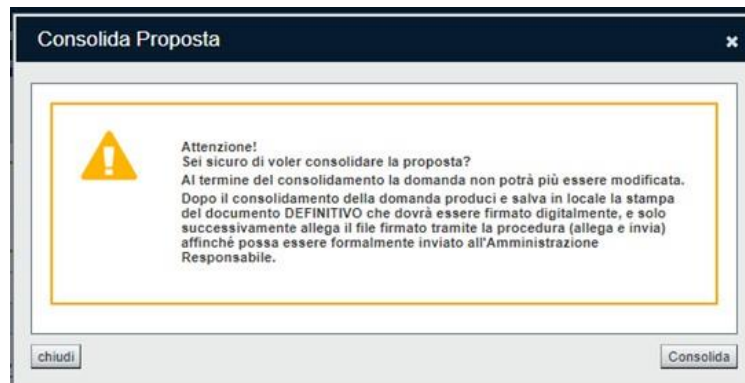 Consolida Proposta
Attenzione!
Sei sicuro di voler consolidare la proposta?
Al termine del consolidamento la domanda non potrà più essere modificata.
Dopo il consolidamento della domanda produci e salva in locale la stampa
del documento DEFINITIVO che dovrà essere firmato digitalmente, e solo
successivamente allega il file firmato tramite la procedura (allega e invia)
affinché possa essere formalmente inviato all'Amministrazione
Responsabile.
chiudi
Consolida